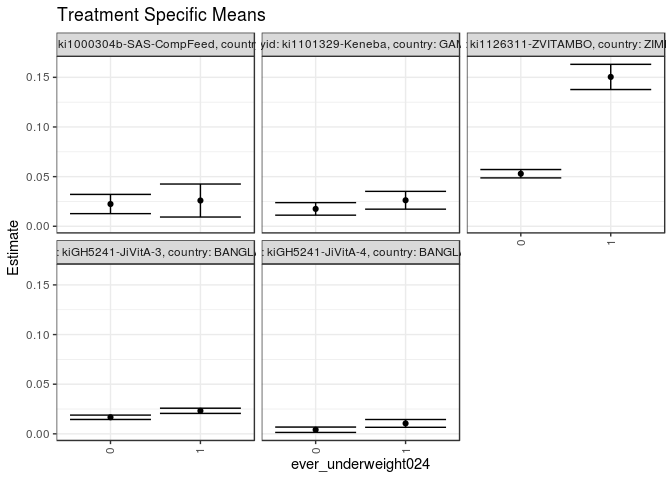 Treatment Specific Means
ki1000304b-SAS-CompFeed, country
yid: ki1101329-Keneba, country: GAM
ki1126311-ZVITAMBO, country: ZIM
0.15
0.10
0.05
0.00
0
1
: kiGH5241-JiVitA-3, country: BANGL
: kiGH5241-JiVitA-4, country: BANGL
0.15
0.10
0.05
0.00
0
1
0
1
Estimate
ever_underweight024